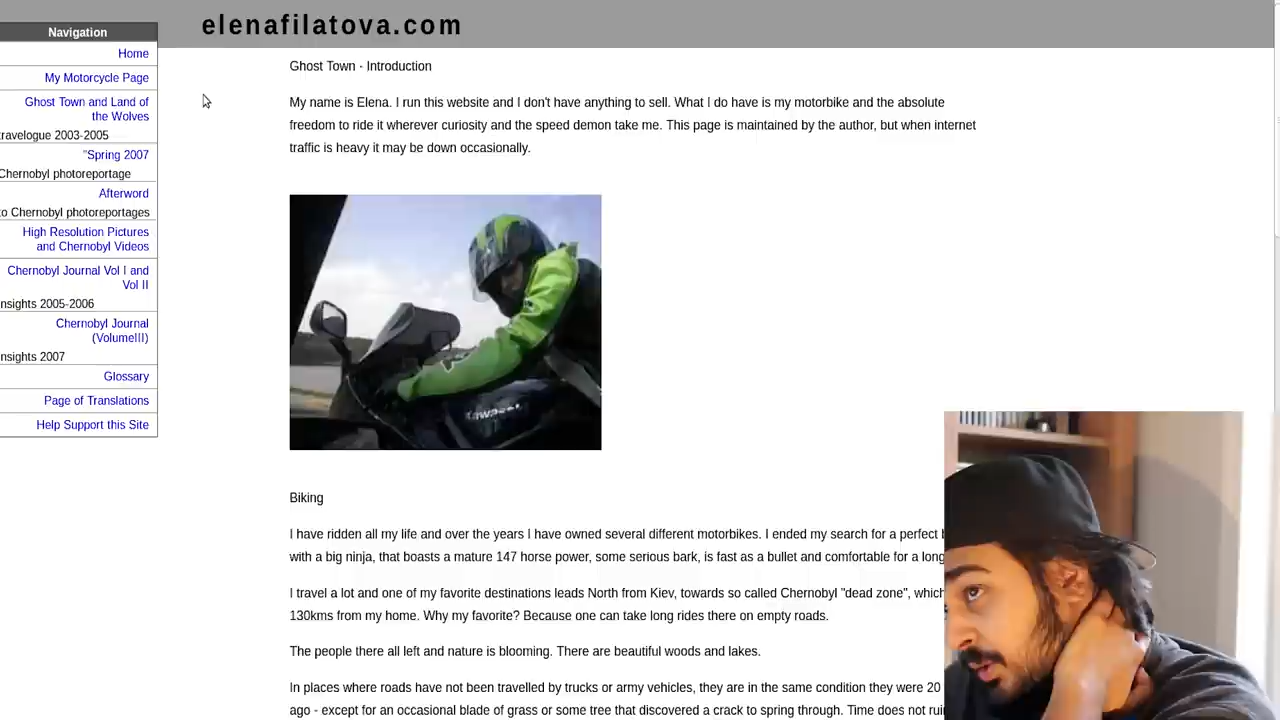 elenafilatova.com
Navigation
Home
My Motorcycle Page
Ghost Town and Land of
the Wolves
ravelogue 2003-2005
"Spring 2007
Chernobyl photoreportage
Afterword
to Chernobyl photoreportages
High Resolution Pictures
and Chernobyl Videos
Chernobyl Journal Vol I and
Vol II
nsights 2005-2006
Chernobyl Journal
(VolumeIII)
nsights 2007
Glossary
Page of Translations
Help Support this Site
Ghost Town - Introduction
My name is Elena. I run this website and I don't have anything to sell. What I do have is my motorbike and the absolute
freedom to ride it wherever curiosity and the speed demon take me. This page is maintained by the author, but when internet
traffic is heavy it may be down occasionally.
Kawasaki
Biking
I have ridden all my life and over the years I have owned several different motorbikes. I ended my search for a perfect
with a big ninja, that boasts a mature 147 horse power, some serious bark, is fast as a bullet and comfortable for a long
I travel a lot and one of my favorite destinations leads North from Kiev, towards so called Chernobyl "dead zone", which
130kms from my home. Why my favorite? Because one can take long rides there on empty roads.
The people there all left and nature is blooming. There are beautiful woods and lakes.
In places where roads have not been travelled by trucks or army vehicles, they are in the same condition they were 20
ago - except for an occasional blade of grass or some tree that discovered a crack to spring through. Time does not